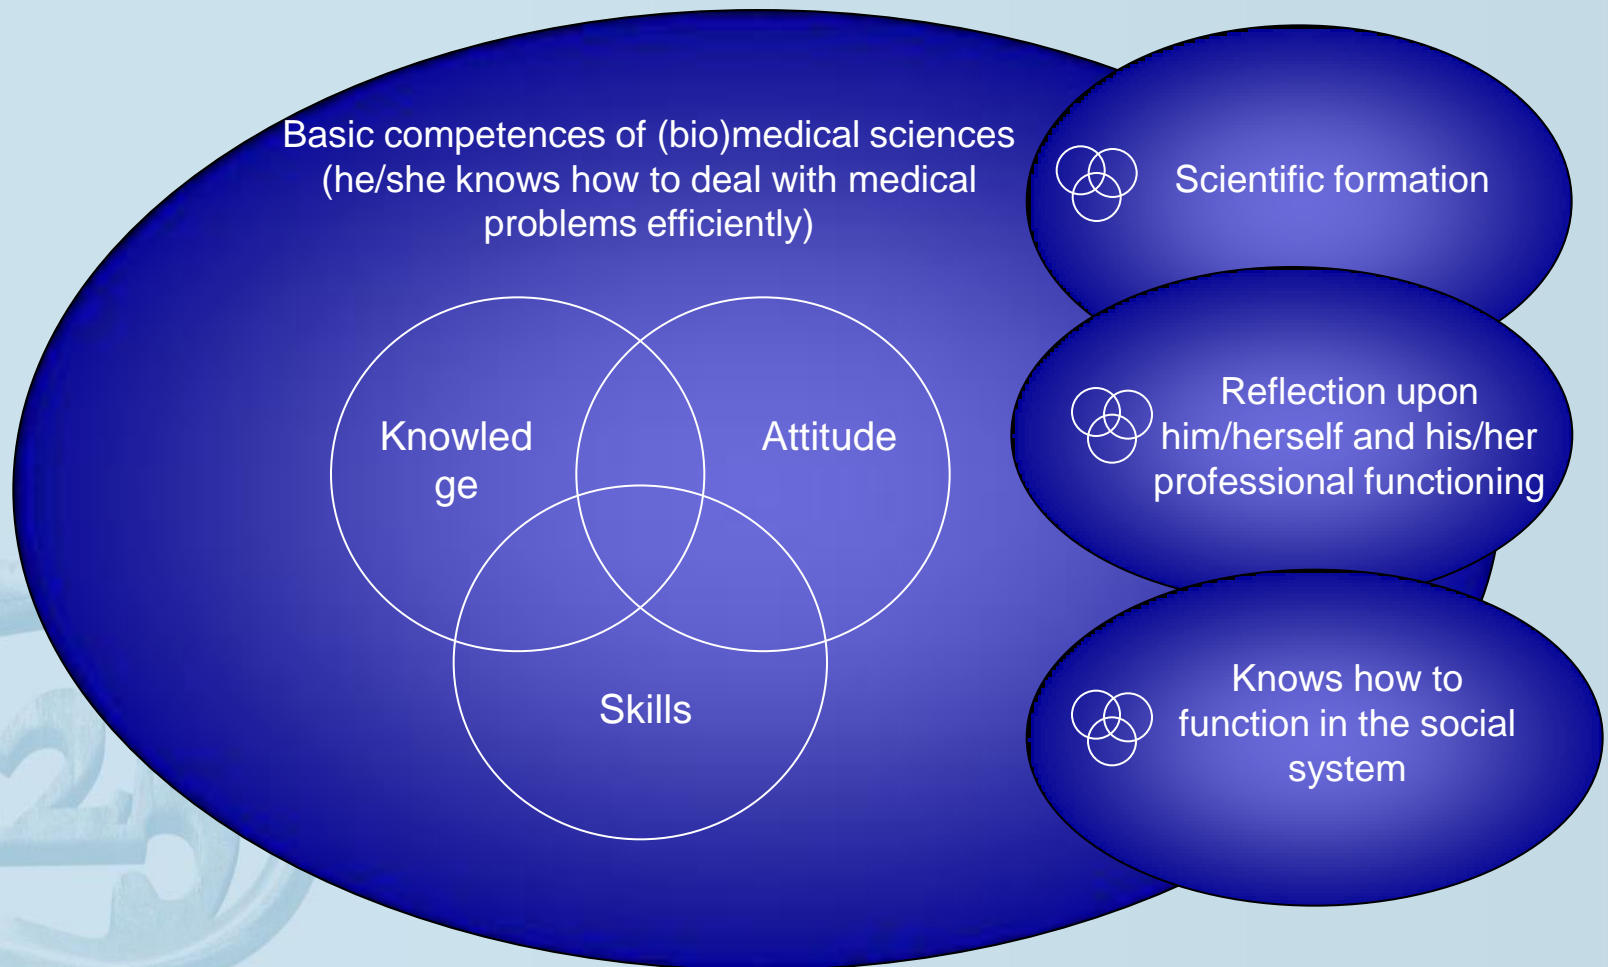 Basic competences of (bio)medical sciences
(he/she knows how to deal with medical
problems efficiently)
Knowled
ge
Attitude
Skills
Scientific formation
Reflection upon
him/herself and his/her
professional functioning
Knows how to
function in the social
system